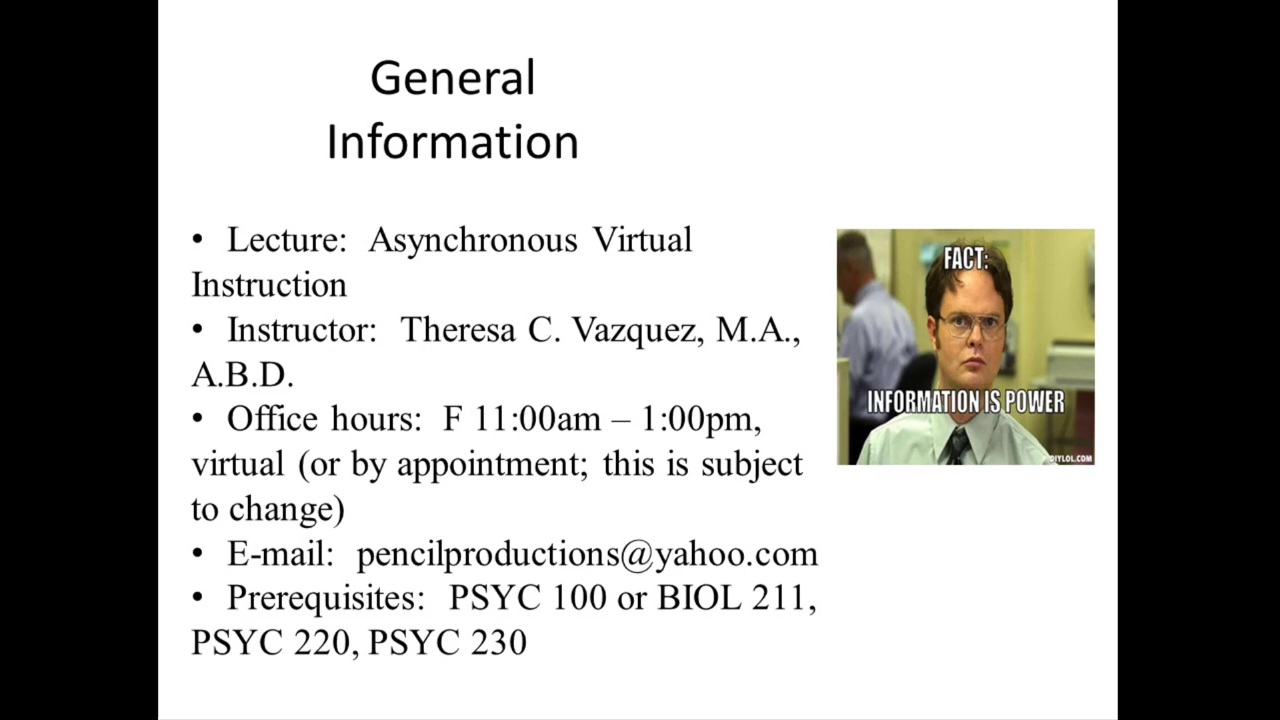 General
Information
• Lecture: Asynchronous Virtual
Instruction
• Instructor: Theresa C. Vazquez, M.A.,
A.B.D.
• Office hours: F 11:00am – 1:00pm,
virtual (or by appointment; this is subject
to change)
• E-mail: pencilproductions@yahoo.com
• Prerequisites: PSYC 100 or BIOL 211,
PSYC 220, PSYC 230
FACT:
INFORMATION IS POWER
DIYLOL.COM